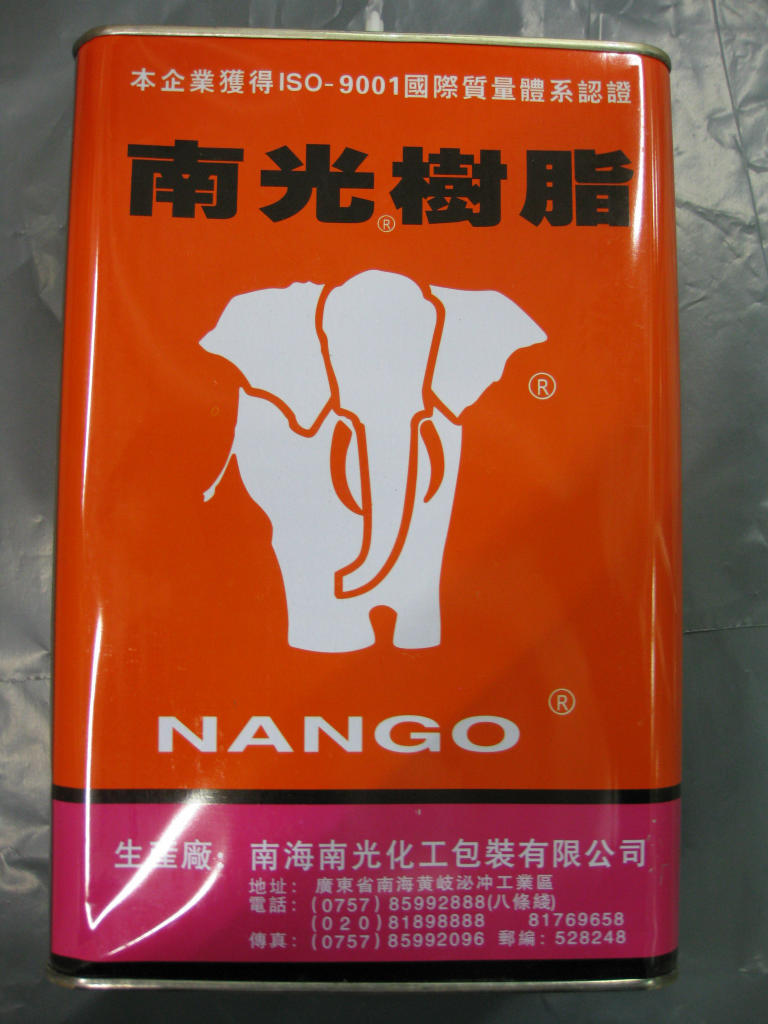 本企業獲得ISO-9001國際質量體系認證
南光樹脂
®
®
®
NANGO
生産廠：南海南光化工包裝有限公司
地址：廣東省南海黄岐泌冲工業區
電話：(0757)85992888(八條綫)
(020)81898888 81769658
傳真：(0757)85992096 郵編：528248